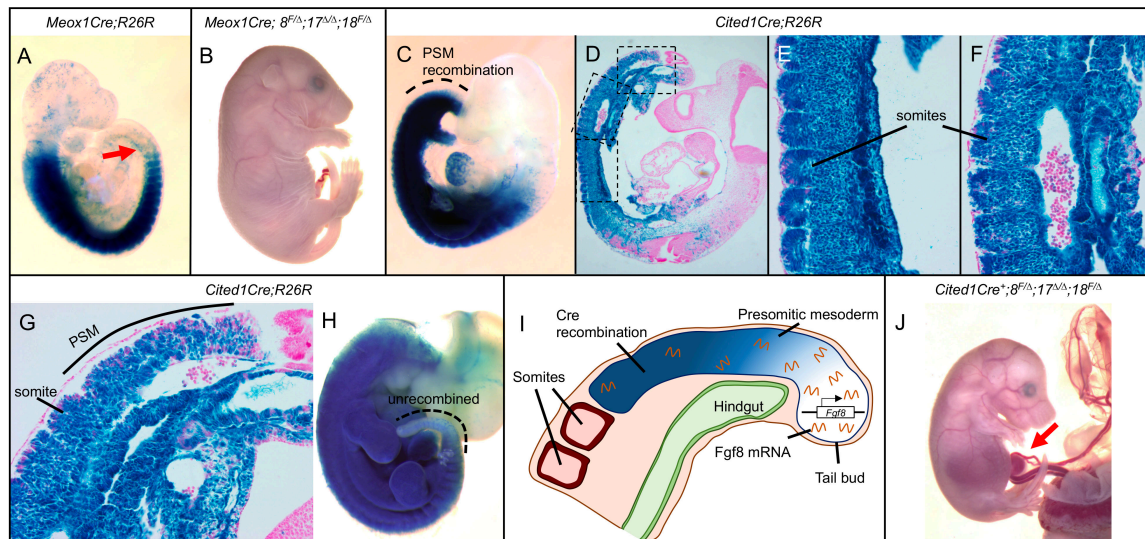 Meox1Cre;R26R
Meox1Cre; 8F/Δ;17Δ/Δ;18F/Δ
Cited1Cre;R26R
A
B
C
PSM
recombination
D
E
somites
F
Cited1Cre;R26R
G
PSM
somite
H
unrecombined
I
Cre
recombination
Presomitic mesoderm
Somites
Hindgut
Fgf8
Fgf8 mRNA
Tail bud
Cited1Cre+;8F/Δ;17Δ/Δ;18F/Δ
J